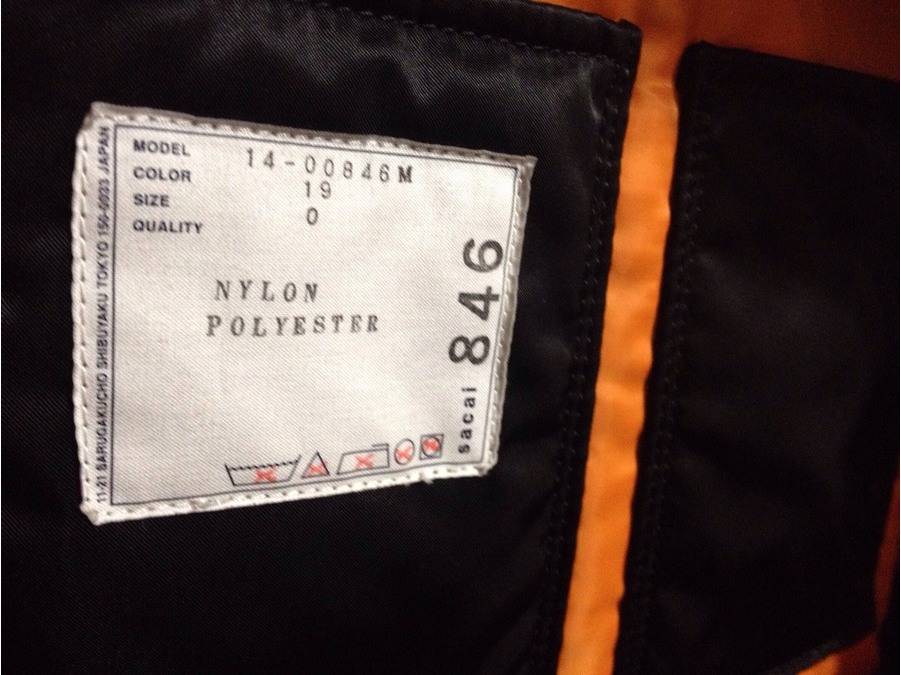 MODEL 14-00846M
COLOR 19
SIZE 0
QUALITY
NYLON
POLYESTER
sacai 846
11-21 SARUGAKUCHO SHIBUYAKU TOKYO 150-0033 JAPAN